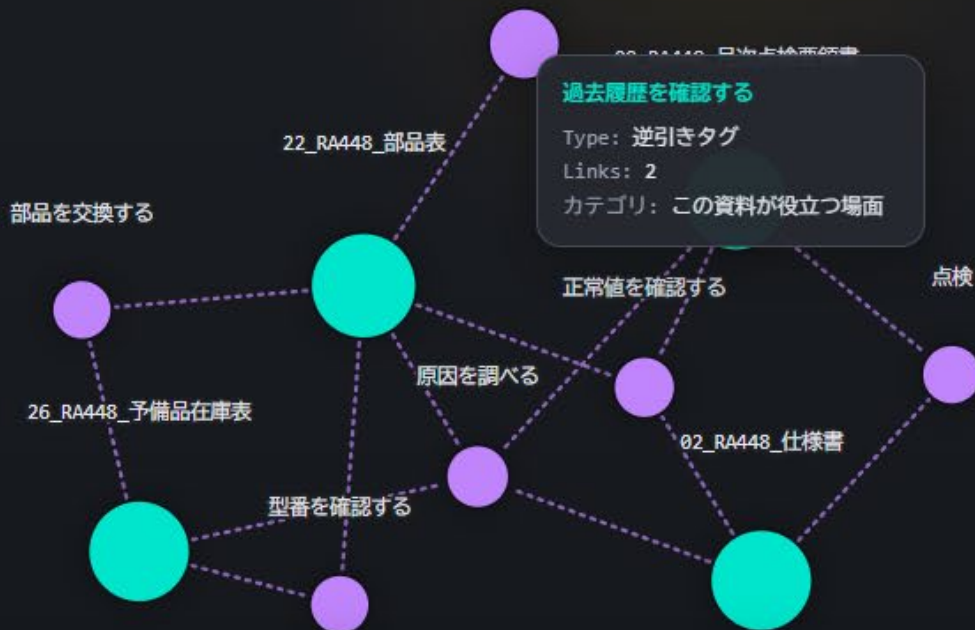 過去履歴を確認する
Type: 逆引きタグ
Links: 2
カテゴリ: この資料が役立つ場面
22_RA448_部品表
部品を交換する
正常値を確認する
点検
原因を調べる
26_RA448_予備品在庫表
02_RA448_仕様書
型番を確認する